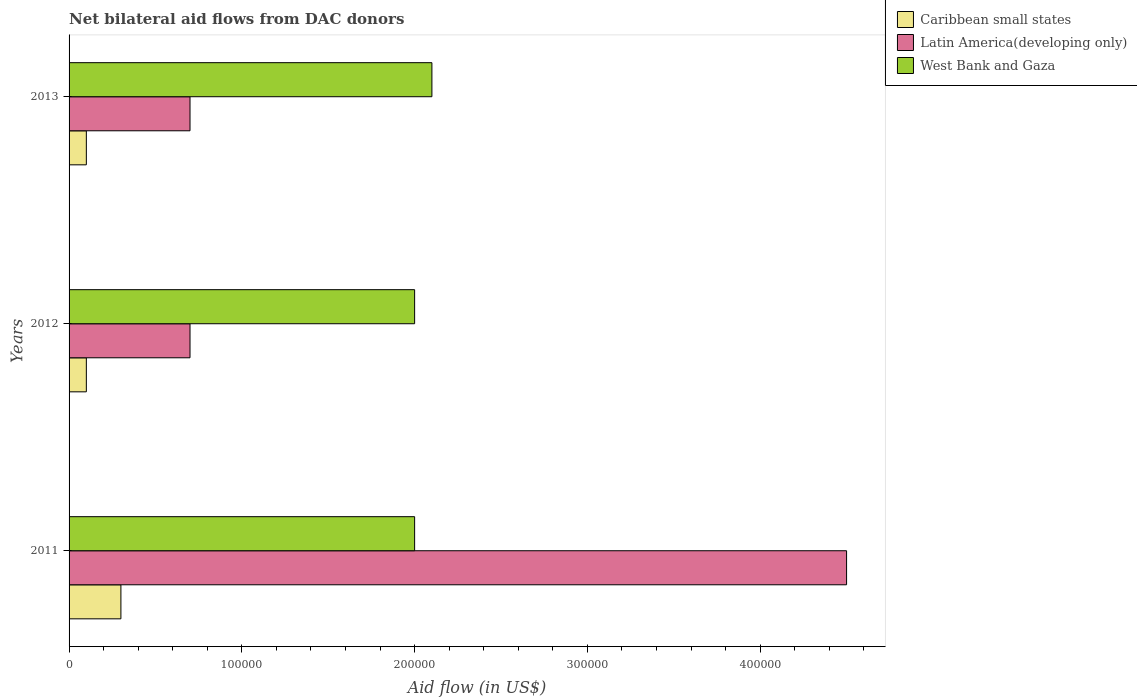 Net bilateral aid flows from DAC donors
Caribbean small states
Latin America(developing only)
West Bank and Gaza
2013
2012
2011
Years
0
100000
200000
300000
400000
Aid flow (in US$)